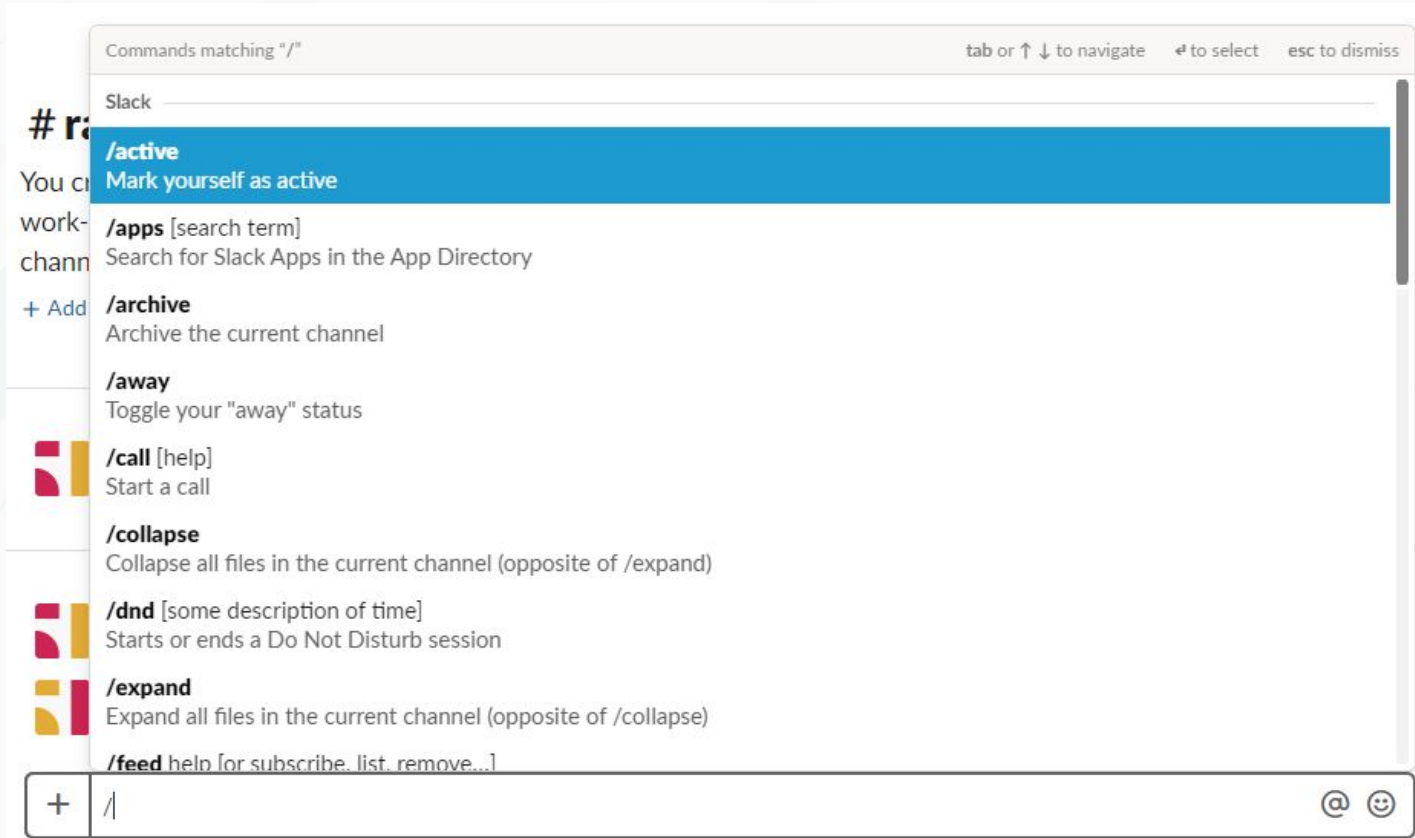 Commands matching "/" tab or ↑ ↓ to navigate ↵ to select esc to dismiss
Slack
# ra
/active
You cr Mark yourself as active
work- /apps [search term]
chann Search for Slack Apps in the App Directory
+ Add /archive
Archive the current channel
/away
Toggle your "away" status
/call [help]
Start a call
/collapse
Collapse all files in the current channel (opposite of /expand)
/dnd [some description of time]
Starts or ends a Do Not Disturb session
/expand
Expand all files in the current channel (opposite of /collapse)
/feed help [or subscribe, list, remove...]
+ / @